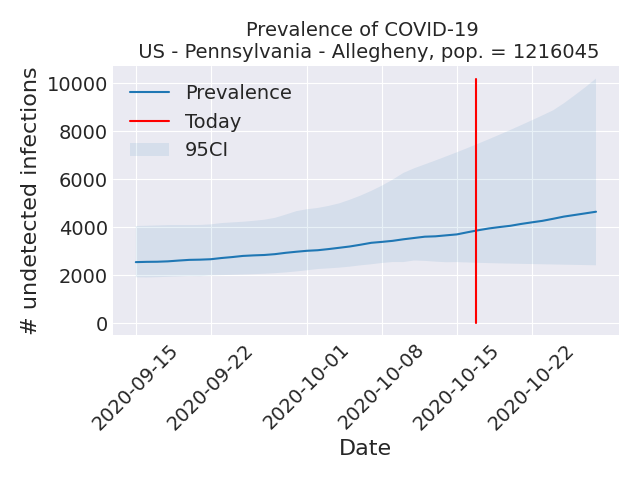 Prevalence of COVID-19
US - Pennsylvania - Allegheny, pop. = 1216045
# undetected infections
10000
8000
6000
4000
2000
0
Prevalence
Today
95CI
2020-09-15
2020-09-22
2020-10-01
2020-10-08
2020-10-15
2020-10-22
Date